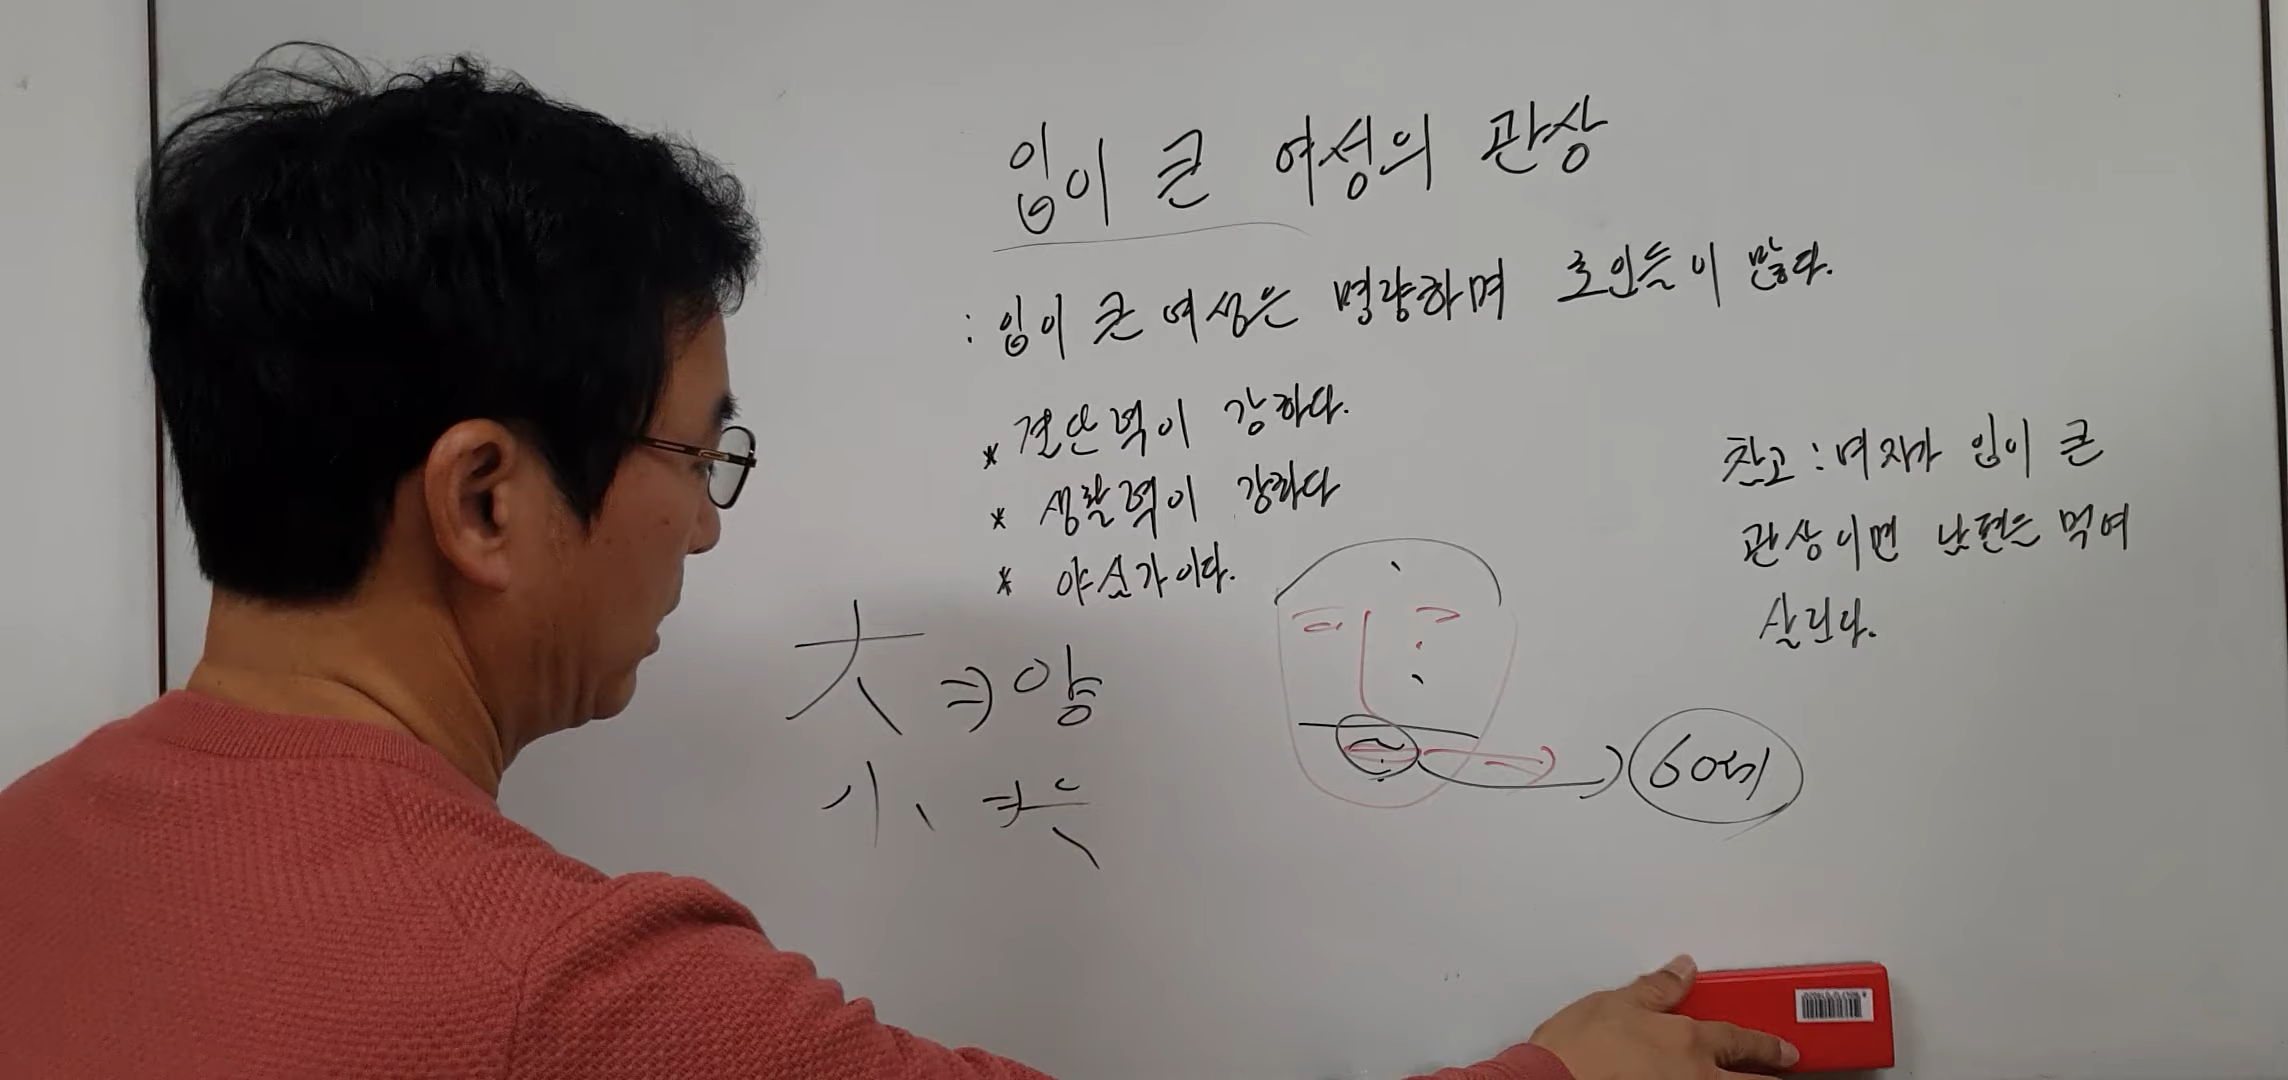 입이 큰 여성의 관상
: 입이 큰 여성은 명랑하며 호인들이 많다.
* 결단력이 강하다.
* 생활력이 강하다
* 야심가이다.
참고 : 여자가 입이 큰
관상이면 남편은 먹여
살린다.
大 ⇒ 양
小 ⇒
60세